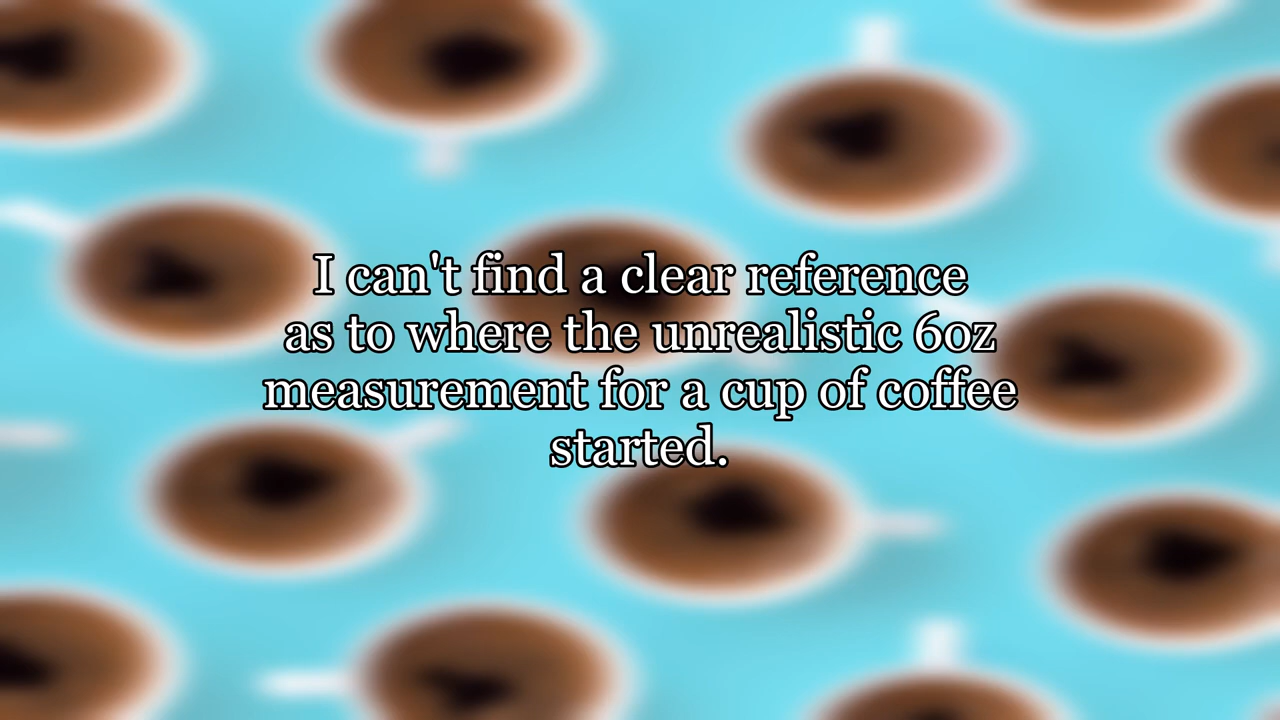 I can't find a clear reference
as to where the unrealistic 6oz
measurement for a cup of coffee
started.